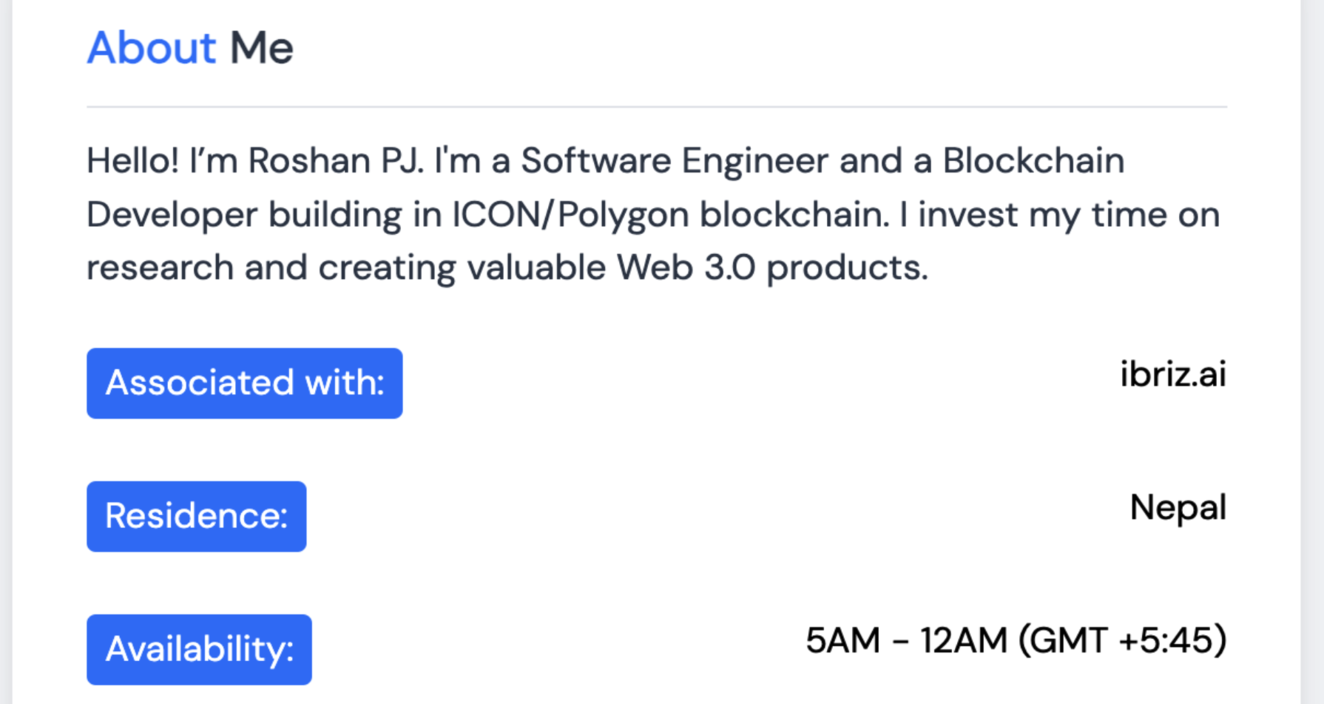 About Me
Hello! I’m Roshan PJ. I'm a Software Engineer and a Blockchain
Developer building in ICON/Polygon blockchain. I invest my time on
research and creating valuable Web 3.0 products.
Associated with: ibriz.ai
Residence: Nepal
Availability: 5AM - 12AM (GMT +5:45)